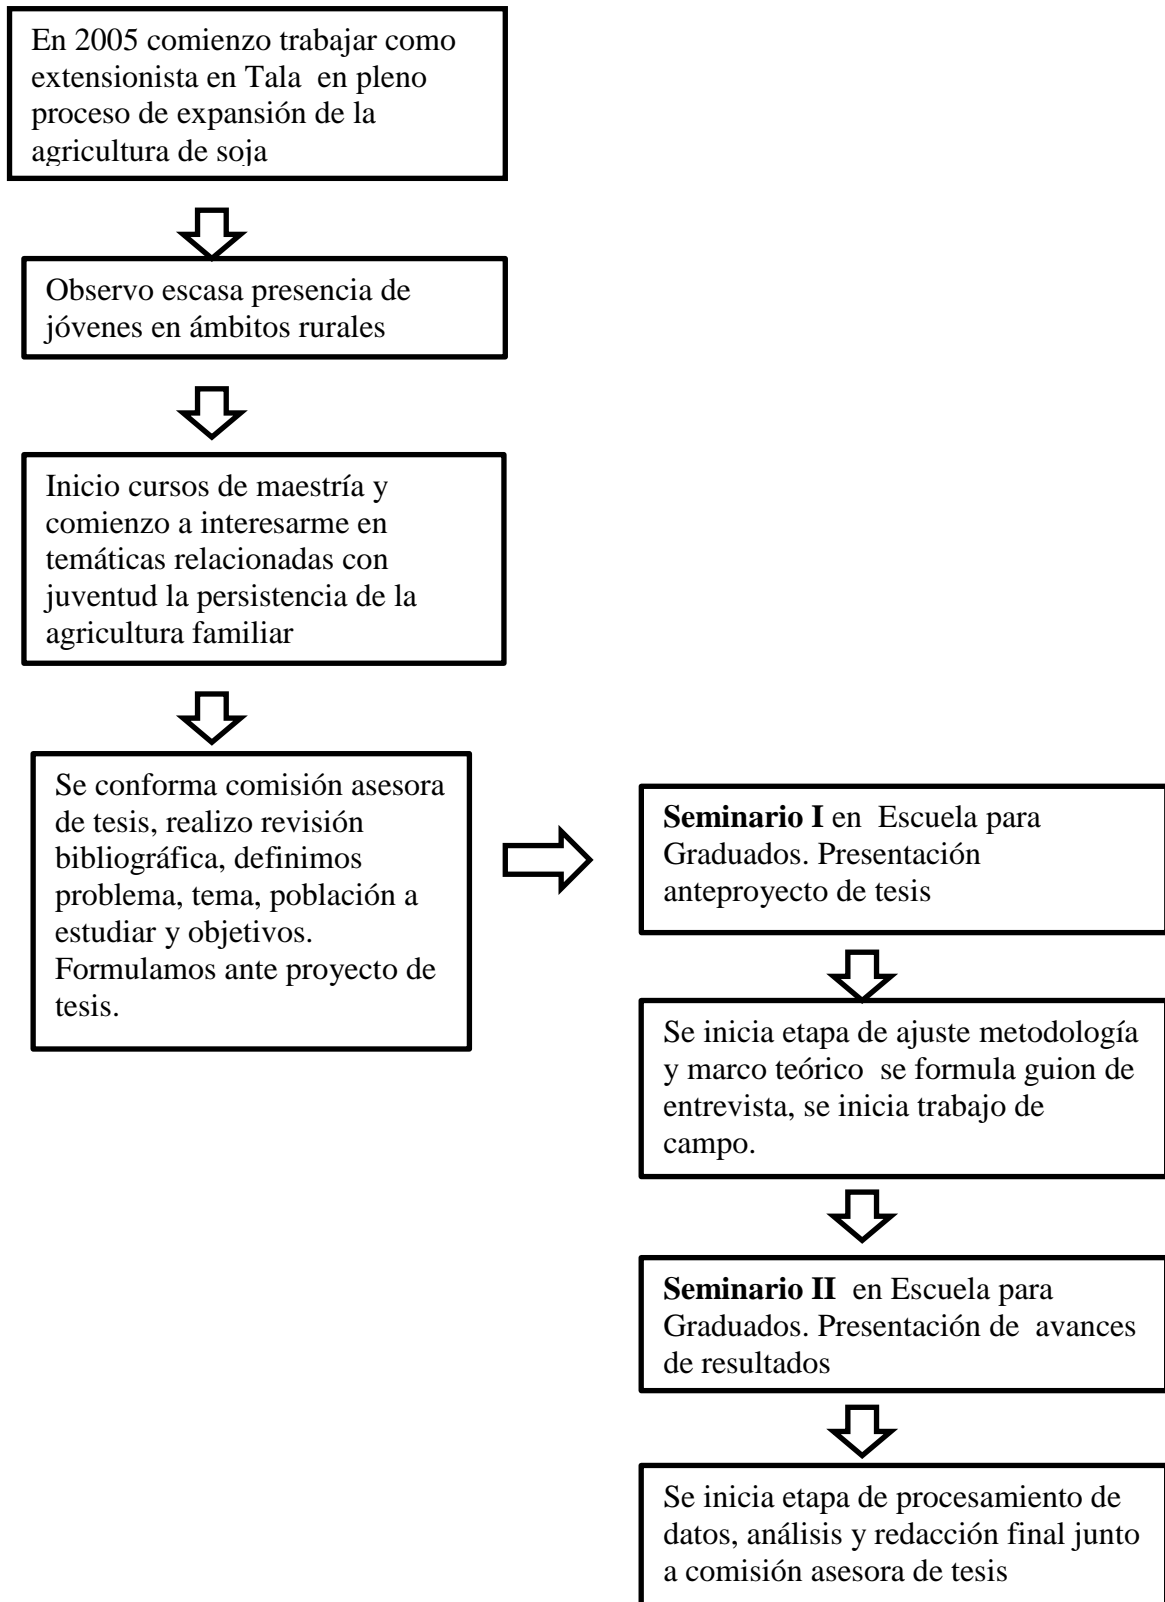 En 2005 comienzo trabajar como
extensionista en Tala en pleno
proceso de expansión de la
agricultura de soja
Observo escasa presencia de
jóvenes en ámbitos rurales
Inicio cursos de maestría y
comienzo a interesarme en
temáticas relacionadas con
juventud la persistencia de la
agricultura familiar
Se conforma comisión asesora
de tesis, realizo revisión
bibliográfica, definimos
problema, tema, población a
estudiar y objetivos.
Formulamos ante proyecto de
tesis.
Seminario I en Escuela para
Graduados. Presentación
anteproyecto de tesis
Se inicia etapa de ajuste metodología
y marco teórico se formula guion de
entrevista, se inicia trabajo de
campo.
Seminario II en Escuela para
Graduados. Presentación de avances
de resultados
Se inicia etapa de procesamiento de
datos, análisis y redacción final junto
a comisión asesora de tesis